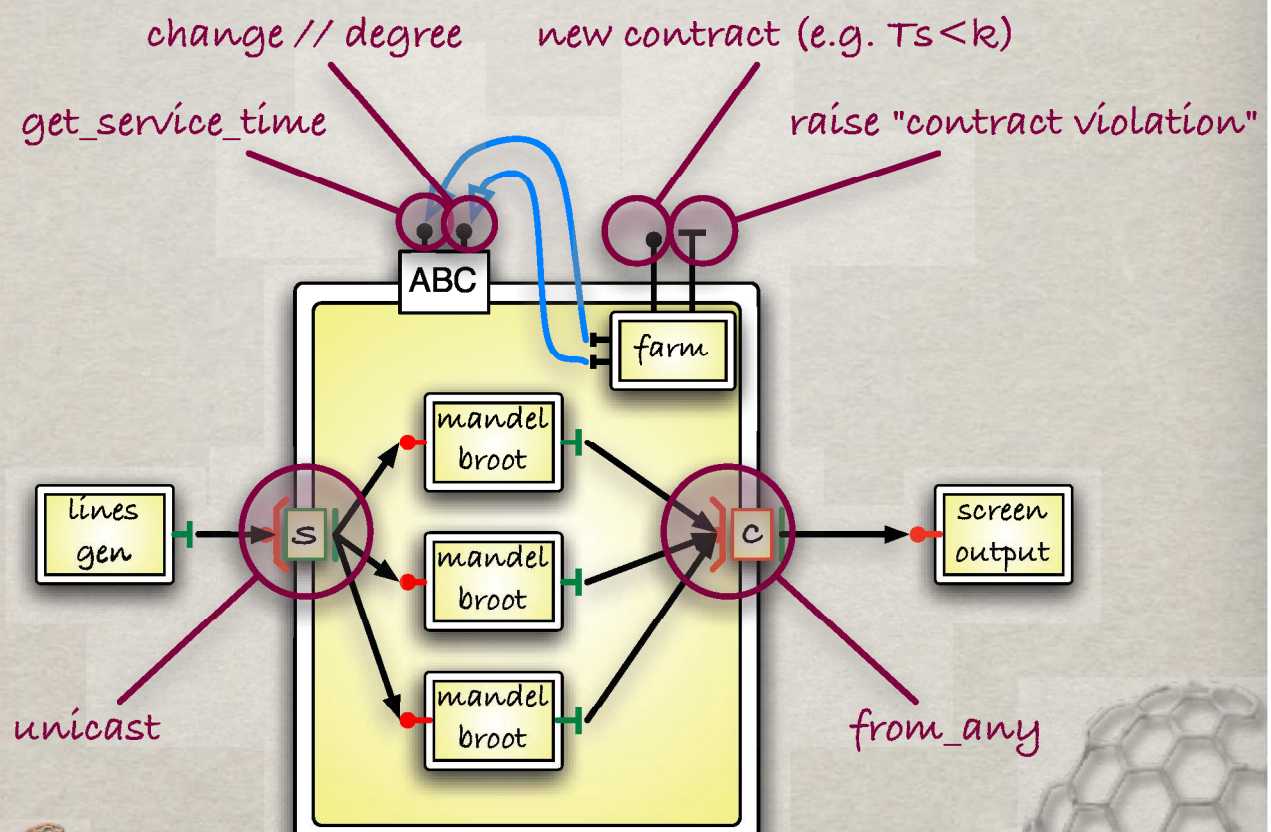 change // degree
new contract (e.g. Ts<k)
get_service_time
raise "contract violation"
ABC
farm
mandel
broot
lines
gen
S
mandel
broot
C
screen
output
mandel
broot
unicast
from_any